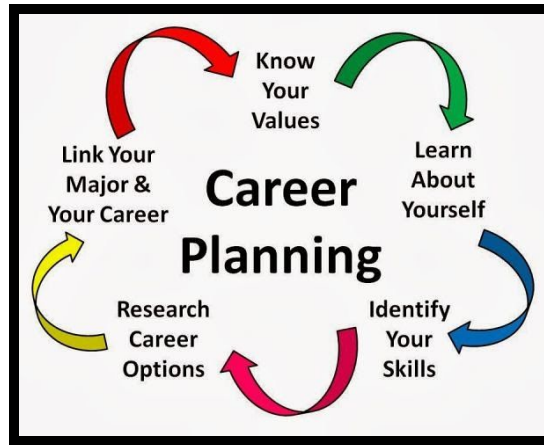 Career
Planning
Know
Your
Values
Learn
About
Yourself
Identify
Your
Skills
Research
Career
Options
Link Your
Major &
Your Career